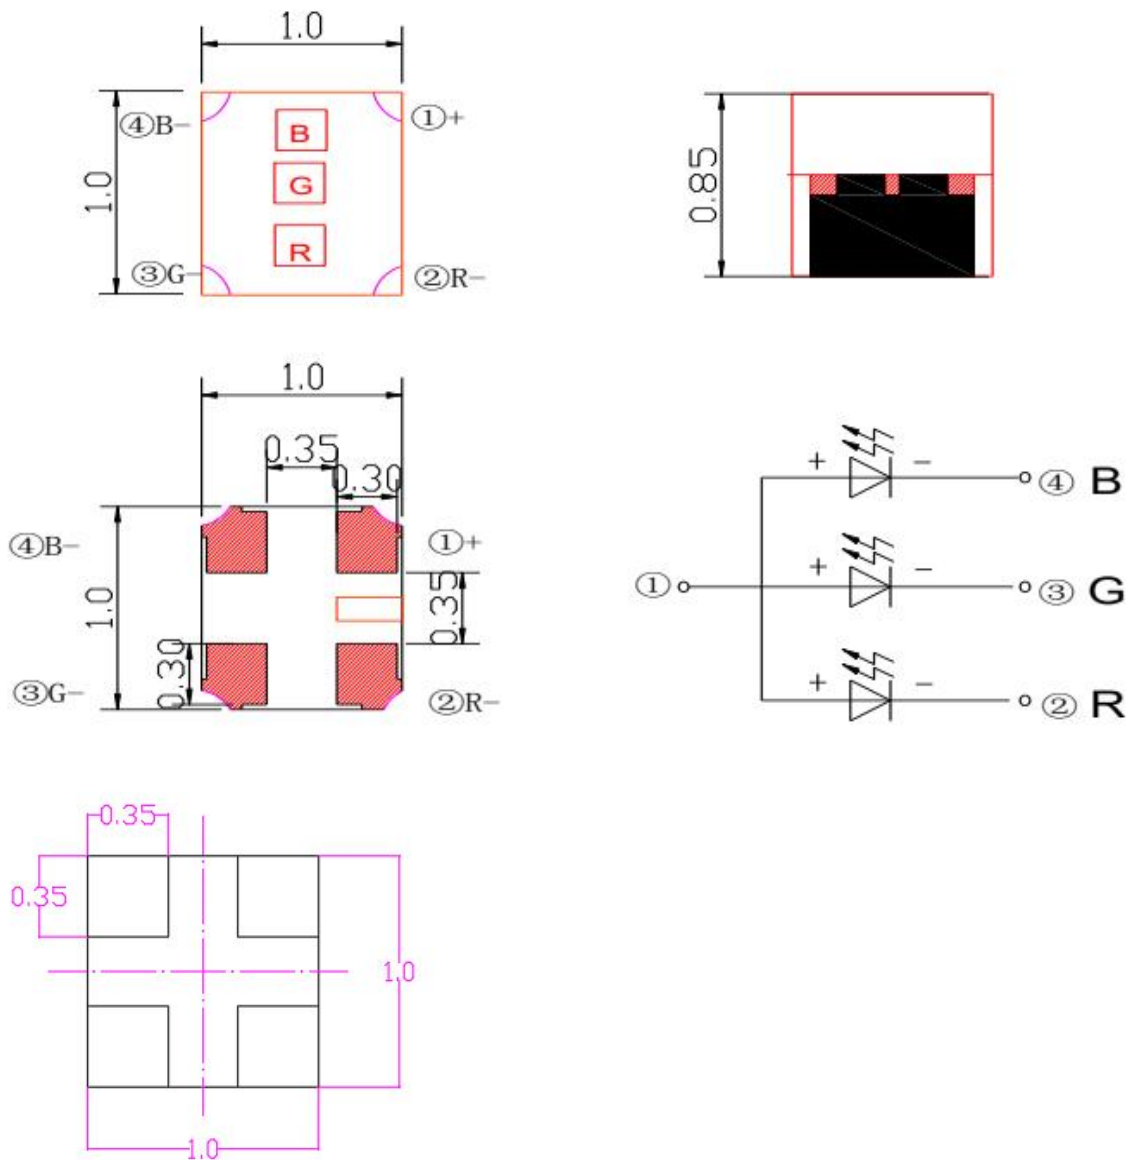 1.0
1.0
④B-
①+
B
G
R
③G-
②R-
0.85
1.0
0.35
0.30
④B-
①+
1.0
0.35
0.30
③G-
②R-
+ - ④ B
① + - ③ G
+ - ② R
0.35
0.35
1.0
1.0